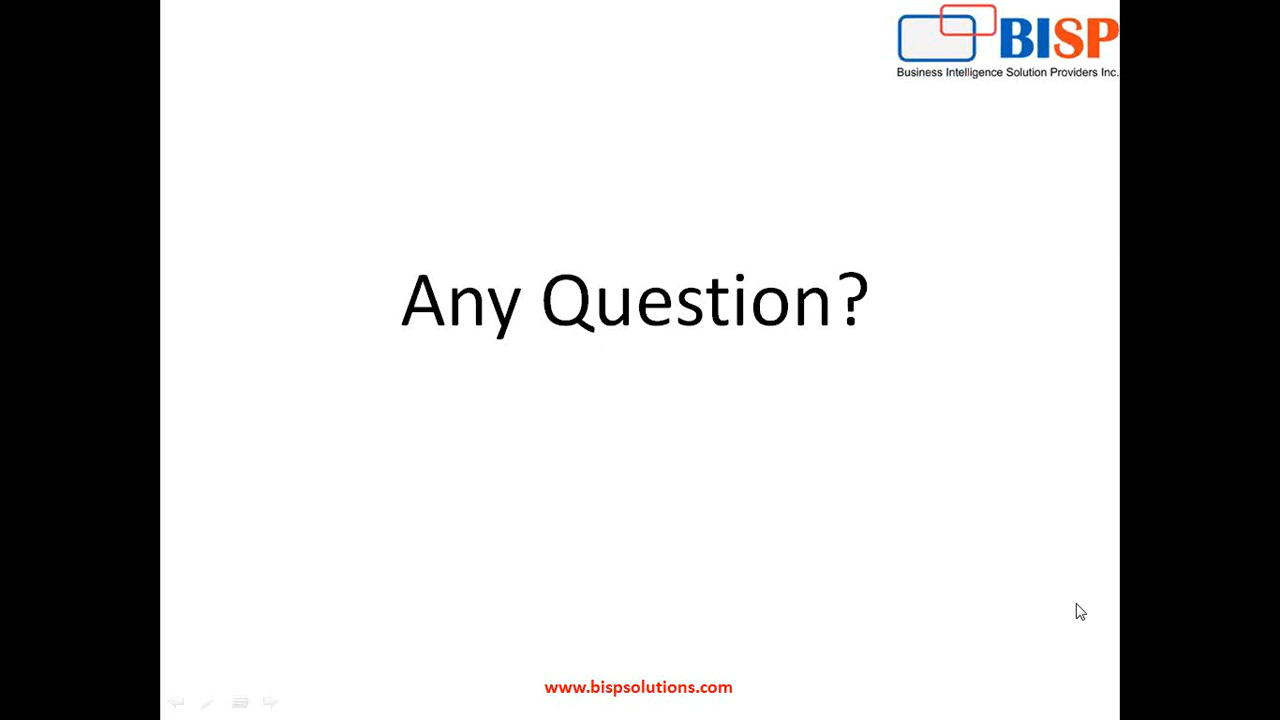 BISP
Business Intelligence Solution Providers Inc.
Any Question?
www.bispsolutions.com